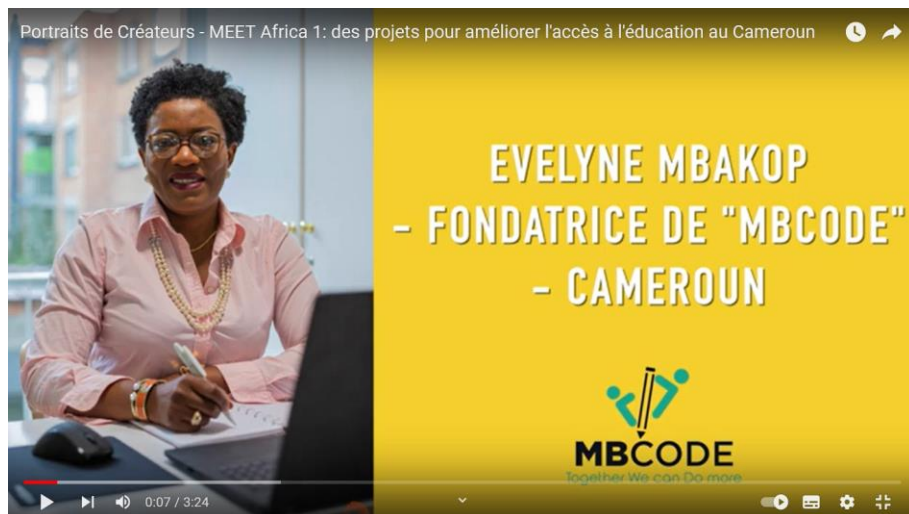 Portraits de Créateurs - MEET Africa 1: des projets pour améliorer l'accès à l'éducation au Cameroun
EVELYNE MBAKOP
- FONDATRICE DE "MBCODE"
- CAMEROUN
MBCODE
Together We can Do more
0:07 / 3:24